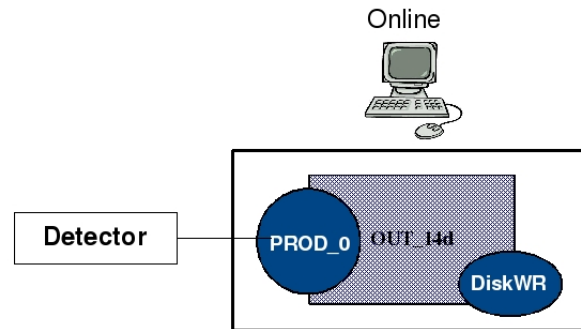 Online
Detector
PROD_0
OUT_14d
DiskWR